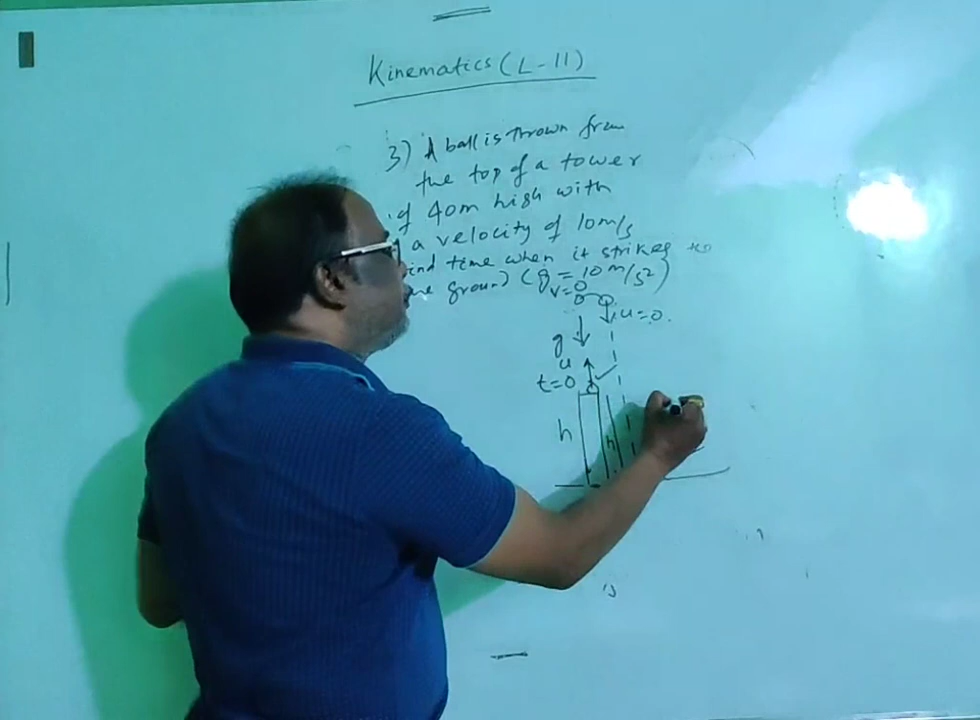 Kinematics (L-11)
3) A ball is thrown from
the top of a tower
of 40m high with
a velocity of 10m/s
ind time when it strikes the
ground (g = 10 m/s²)
v=0
u=0
g
u
t=0
h
h